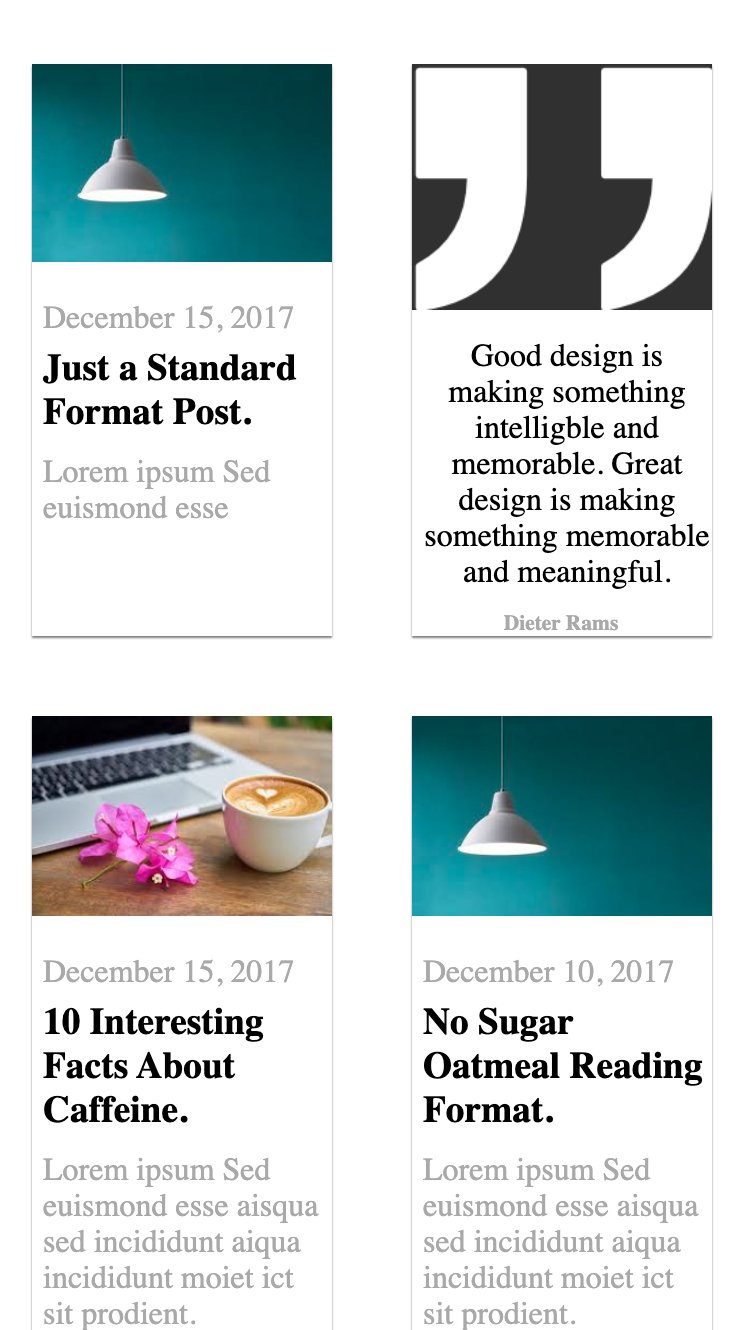 December 15, 2017
Just a Standard
Format Post.
Lorem ipsum Sed
euismond esse
Good design is
making something
intelligble and
memorable. Great
design is making
something memorable
and meaningful.
Dieter Rams
December 15, 2017
10 Interesting
Facts About
Caffeine.
Lorem ipsum Sed
euismond esse aisqua
sed incididunt aiqua
incididunt moiet ict
sit prodient.
December 10, 2017
No Sugar
Oatmeal Reading
Format.
Lorem ipsum Sed
euismond esse aisqua
sed incididunt aiqua
incididunt moiet ict
sit prodient.